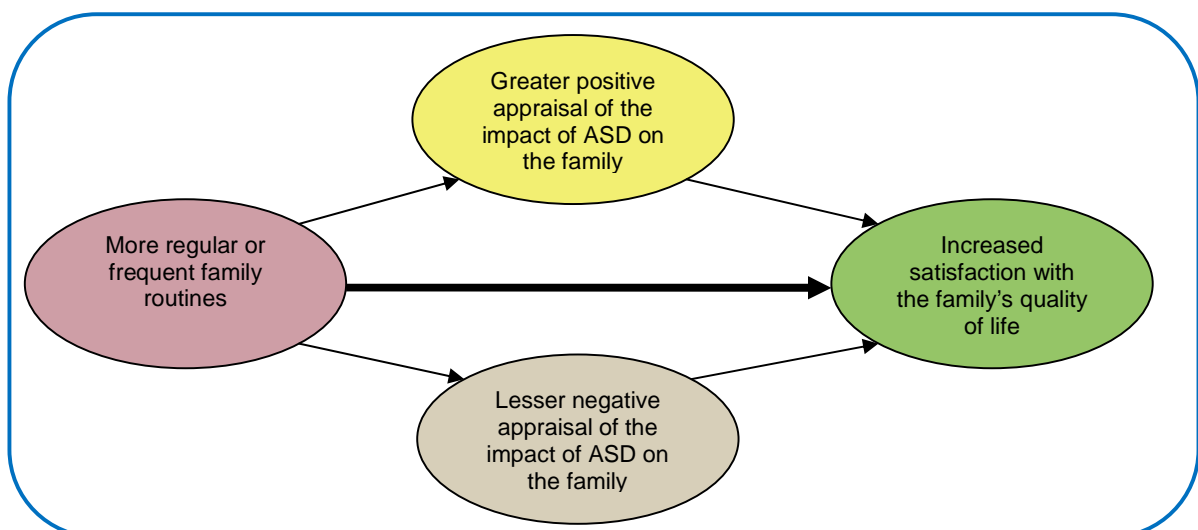 Greater positive
appraisal of the
impact of ASD on
the family
More regular or
frequent family
routines
Increased
satisfaction with
the family’s quality
of life
Lesser negative
appraisal of the
impact of ASD on
the family